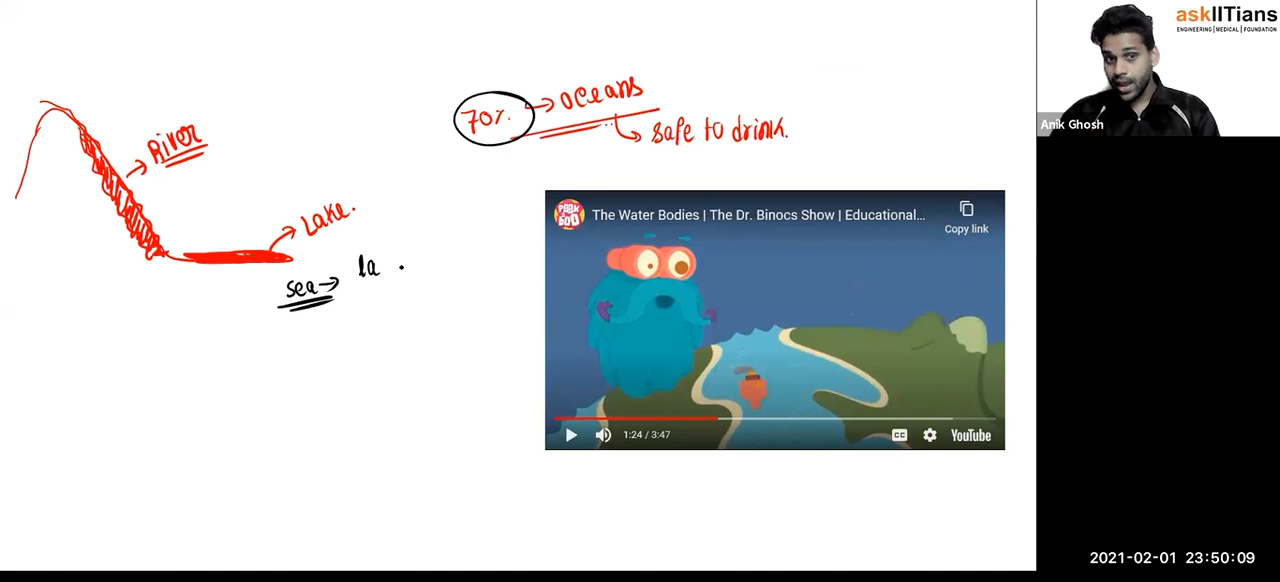 70%. → oceans
↳ safe to drink.
River
Lake.
sea → la .
The Water Bodies | The Dr. Binocs Show | Educational...
Copy link
1:24 / 3:47
CC
YouTube
askIITians
ENGINEERING | MEDICAL | FOUNDATION
Anik Ghosh
2021-02-01 23:50:09